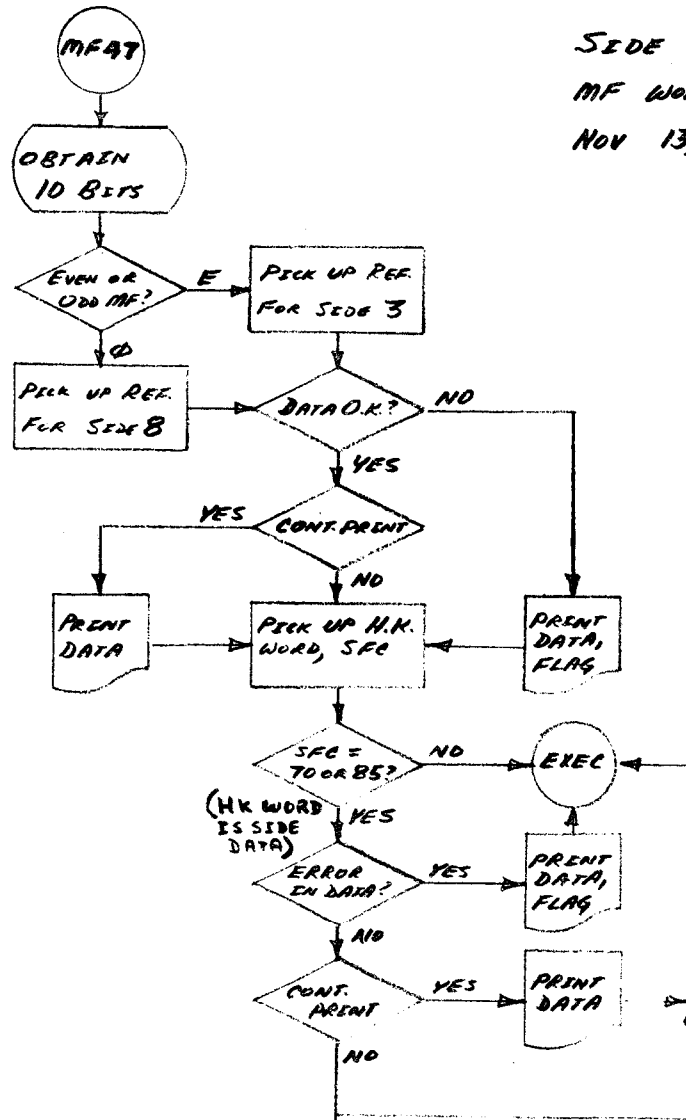 MF47
SIDE
MF WO
NOV 13,
OBTAIN
10 BITS
EVEN OR
ODD MF?
E
PICK UP REF.
FOR SIDE 3
Φ
PICK UP REF.
FOR SIDE 8
DATA O.K.?
NO
YES
CONT. PRINT
YES
NO
PRINT
DATA
PICK UP H.K.
WORD, SFC
PRINT
DATA,
FLAG
SFC =
70 OR 85?
NO
EXEC
(HK WORD
IS SIDE
DATA)
YES
ERROR
IN DATA?
YES
PRINT
DATA,
FLAG
NO
CONT.
PRINT
YES
PRINT
DATA
NO